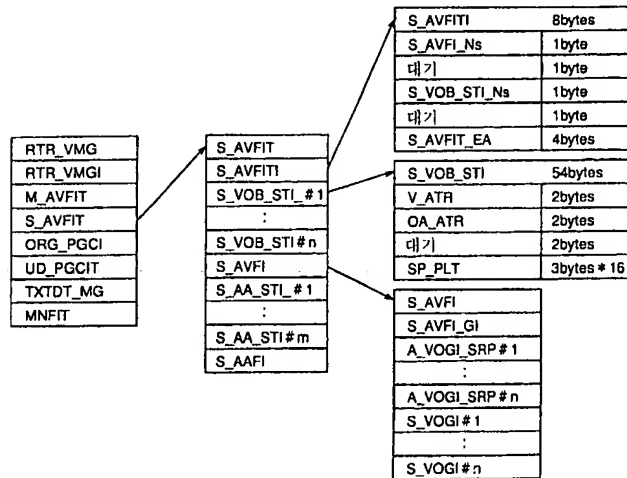 RTR_VMG
RTR_VMGI
M_AVFIT
S_AVFIT
ORG_PGCI
UD_PGCIT
TXTDT_MG
MNFIT
S_AVFIT
S_AVFITI
S_VOB_STI_#1
:
S_VOB_STI#n
S_AVFI
S_AA_STI_#1
:
S_AA_STI#m
S_AAFI
S_AVFITI 8bytes
S_AVFI_Ns 1byte
대기 1byte
S_VOB_STI_Ns 1byte
대기 1byte
S_AVFIT_EA 4bytes
S_VOB_STI 54bytes
V_ATR 2bytes
OA_ATR 2bytes
대기 2bytes
SP_PLT 3bytes*16
S_AVFI
S_AVFI_GI
A_VOGI_SRP#1
:
A_VOGI_SRP#n
S_VOGI#1
:
S_VOGI#n